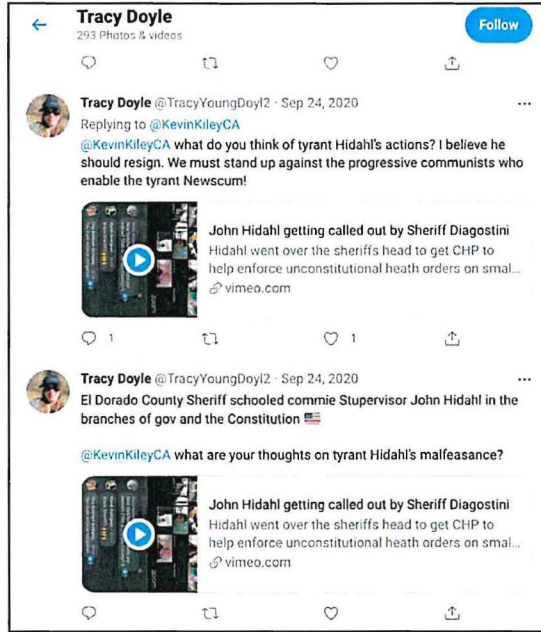 Tracy Doyle
293 Photos & videos
Follow
Tracy Doyle @TracyYoungDoyl2 · Sep 24, 2020
Replying to @KevinKileyCA
@KevinKileyCA what do you think of tyrant Hidahl's actions? I believe he
should resign. We must stand up against the progressive communists who
enable the tyrant Newscum!
John Hidahl getting called out by Sheriff Diagostini
Hidahl went over the sheriffs head to get CHP to
help enforce unconstitutional heath orders on smal...
vimeo.com
1
1
Tracy Doyle @TracyYoungDoyl2 · Sep 24, 2020
El Dorado County Sheriff schooled commie Stupervisor John Hidahl in the
branches of gov and the Constitution 🇺🇸
@KevinKileyCA what are your thoughts on tyrant Hidahl's malfeasance?
John Hidahl getting called out by Sheriff Diagostini
Hidahl went over the sheriffs head to get CHP to
help enforce unconstitutional heath orders on smal...
vimeo.com